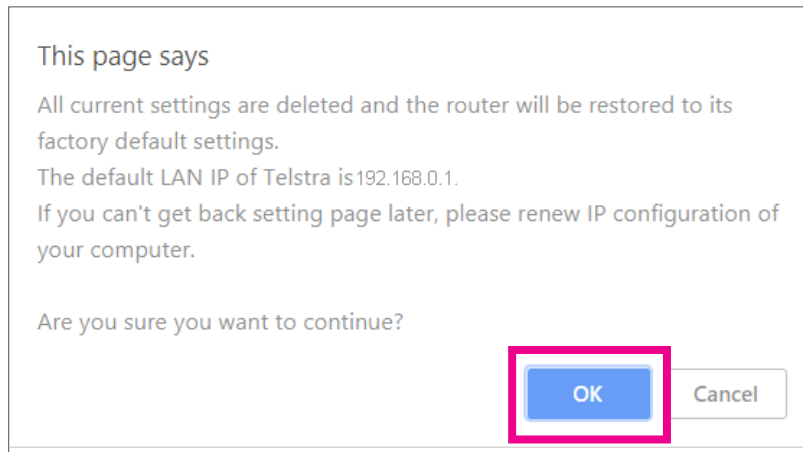 This page says
All current settings are deleted and the router will be restored to its
factory default settings.
The default LAN IP of Telstra is 192.168.0.1.
If you can't get back setting page later, please renew IP configuration of
your computer.
Are you sure you want to continue?
OK Cancel